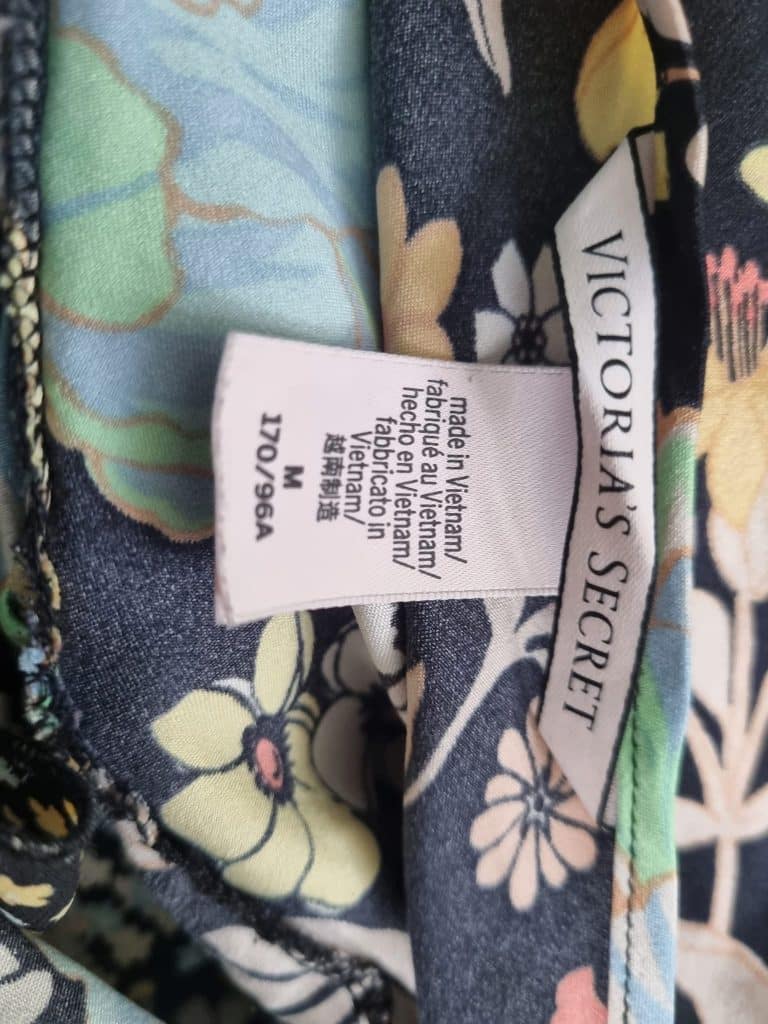 VICTORIA'S SECRET
made in Vietnam/
fabriqué au Vietnam/
hecho en Vietnam/
fabbricato in
Vietnam/
越南制造
M
170/96A